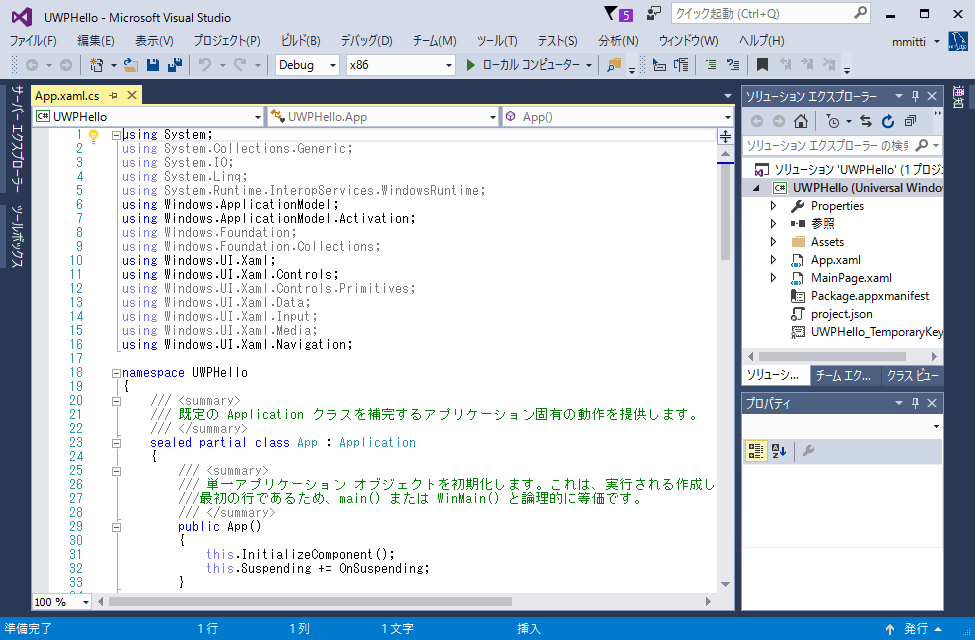 UWPHello - Microsoft Visual Studio
5
クイック起動 (Ctrl+Q)
ファイル(F) 編集(E) 表示(V) プロジェクト(P) ビルド(B) デバッグ(D) チーム(M) ツール(T) テスト(S) 分析(N) ウィンドウ(W) ヘルプ(H) mmitti
Debug x86 ローカル コンピューター
サーバー エクスプローラー
ツールボックス
通知
App.xaml.cs
C# UWPHello UWPHello.App App()
1 using System;
2 using System.Collections.Generic;
3 using System.IO;
4 using System.Linq;
5 using System.Runtime.InteropServices.WindowsRuntime;
6 using Windows.ApplicationModel;
7 using Windows.ApplicationModel.Activation;
8 using Windows.Foundation;
9 using Windows.Foundation.Collections;
10 using Windows.UI.Xaml;
11 using Windows.UI.Xaml.Controls;
12 using Windows.UI.Xaml.Controls.Primitives;
13 using Windows.UI.Xaml.Data;
14 using Windows.UI.Xaml.Input;
15 using Windows.UI.Xaml.Media;
16 using Windows.UI.Xaml.Navigation;
17
18 namespace UWPHello
19 {
20 /// <summary>
21 /// 既定の Application クラスを補完するアプリケーション固有の動作を提供します。
22 /// </summary>
23 sealed partial class App : Application
24 {
25 /// <summary>
26 /// 単一アプリケーション オブジェクトを初期化します。これは、実行される作成し
27 ///最初の行であるため、main() または WinMain() と論理的に等価です。
28 /// </summary>
29 public App()
30 {
31 this.InitializeComponent();
32 this.Suspending += OnSuspending;
33 }
100 %
ソリューション エクスプローラー
ソリューション エクスプローラー の検索
ソリューション 'UWPHello' (1 プロジ
C# UWPHello (Universal Windo
Properties
参照
Assets
App.xaml
MainPage.xaml
Package.appxmanifest
project.json
UWPHello_TemporaryKey
ソリューシ... チーム エク... クラス ビュー
プロパティ
準備完了 1 行 1 列 1 文字 挿入 発行